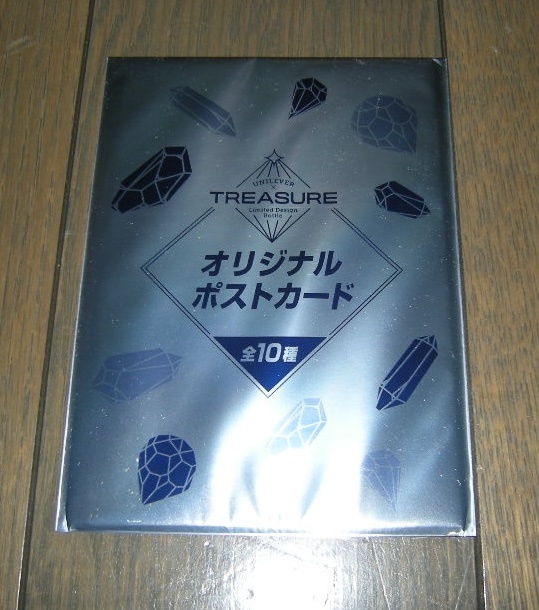 UNILEVER
×
TREASURE
Limited Design
Bottle
オリジナル
ポストカード
全10種